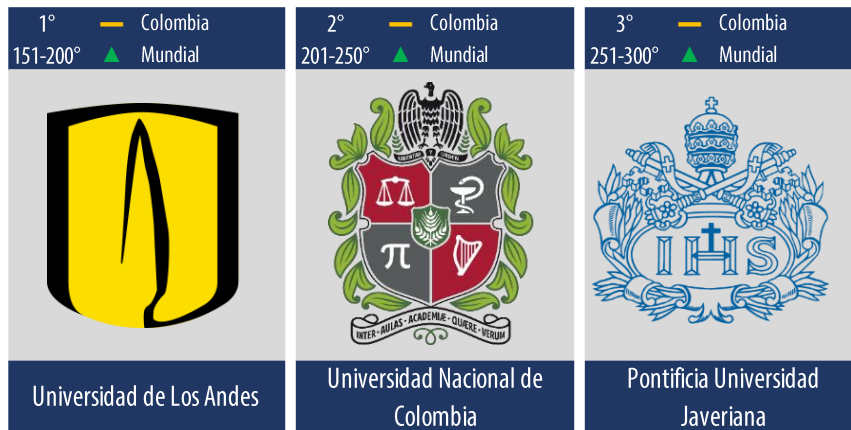 1° Colombia
151-200° Mundial
Universidad de Los Andes
2° Colombia
201-250° Mundial
π
INTER · AULAS · ACADEMIÆ · QUÆRE · VERUM
Universidad Nacional de
Colombia
3° Colombia
251-300° Mundial
IHS
Pontificia Universidad
Javeriana